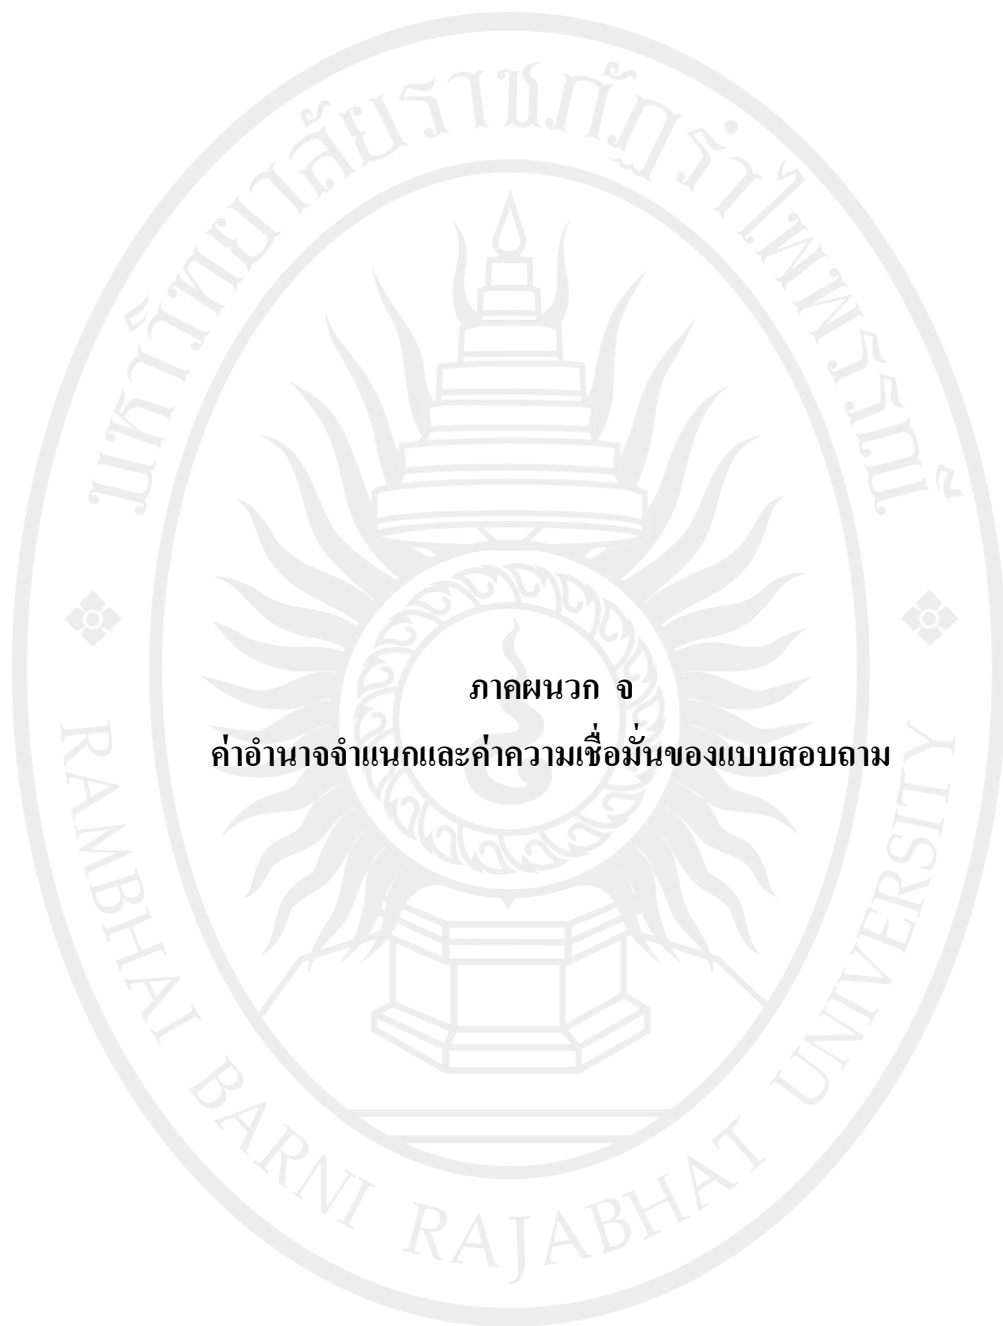 มหาวิทยาลัยราชภัฏรำไพพรรณี
ภาคผนวก จ
ค่าอำนาจจำแนกและค่าความเชื่อมั่นของแบบสอบถาม
RAMBHAI BARNI RAJABHAT UNIVERSITY